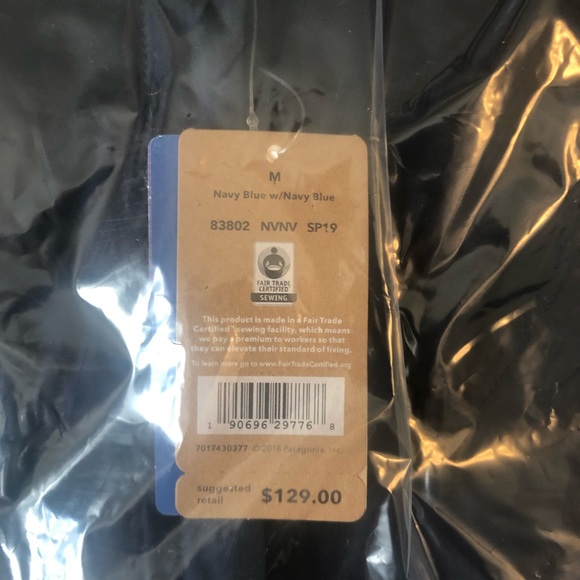 M
Navy Blue w/Navy Blue
83802 NVNV SP19
FAIR TRADE
CERTIFIED
SEWING
This product is made in a Fair Trade
Certified™ sewing facility, which means
we pay a premium to workers so that
they can elevate their standard of living.
To learn more go to www.FairTradeCertified.org
1 90696 29776 8
7017430377 © 2018 Patagonia, Inc.
suggested
retail
$129.00